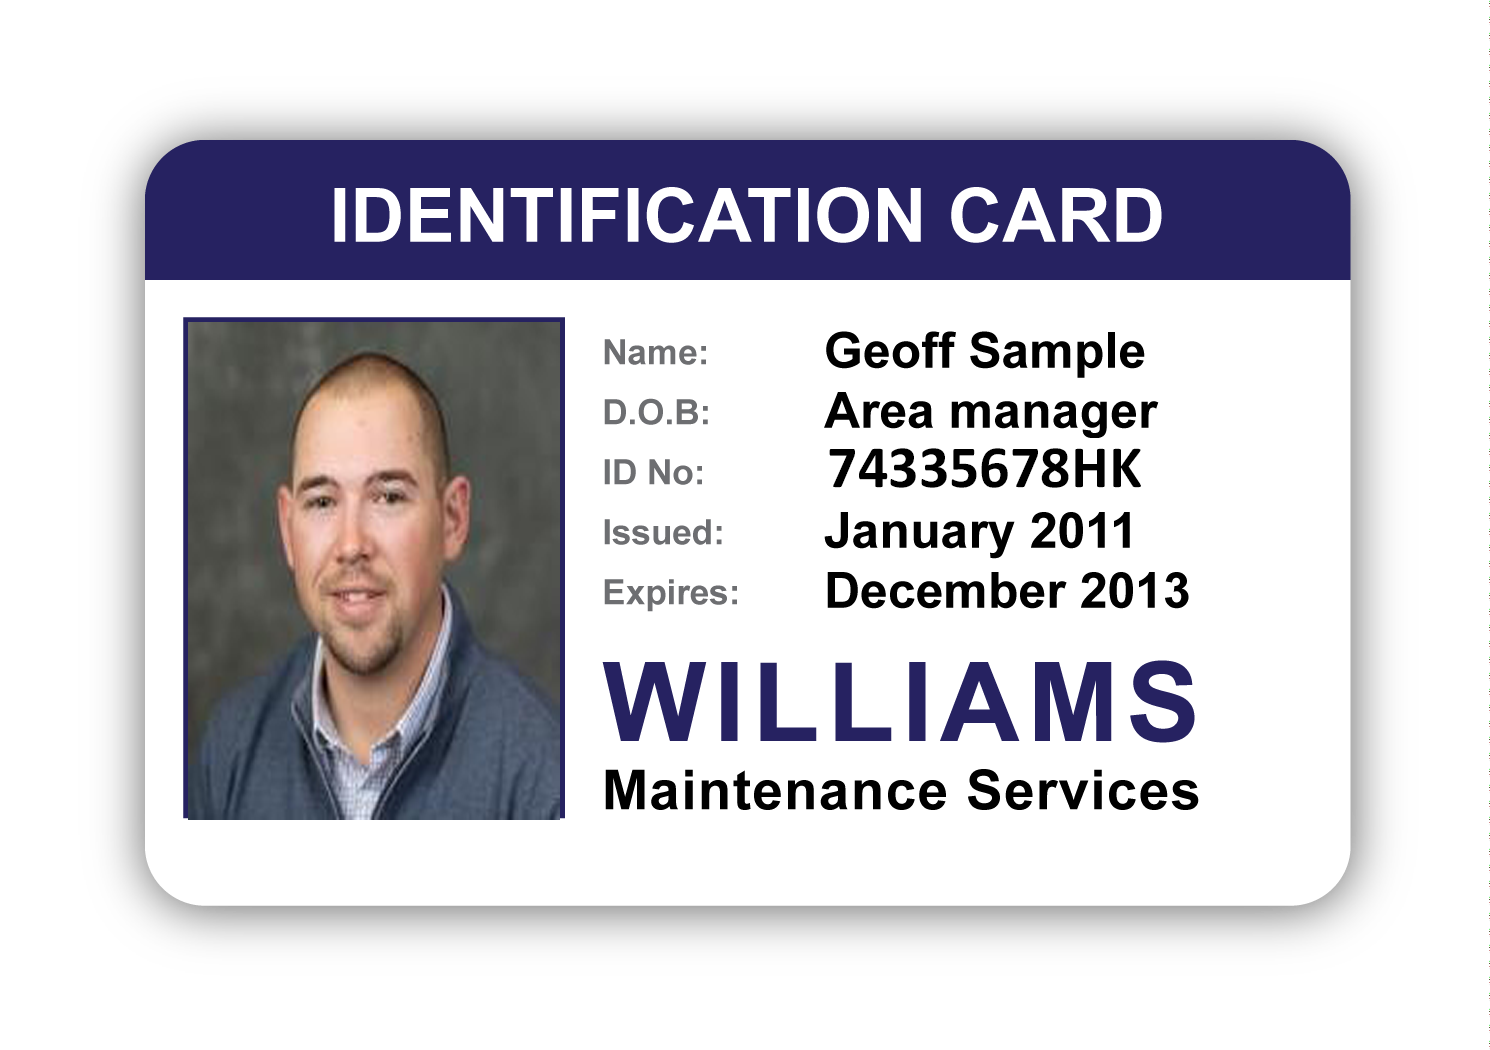 IDENTIFICATION CARD
Name: Geoff Sample
D.O.B: Area manager
ID No: 74335678HK
Issued: January 2011
Expires: December 2013
WILLIAMS
Maintenance Services